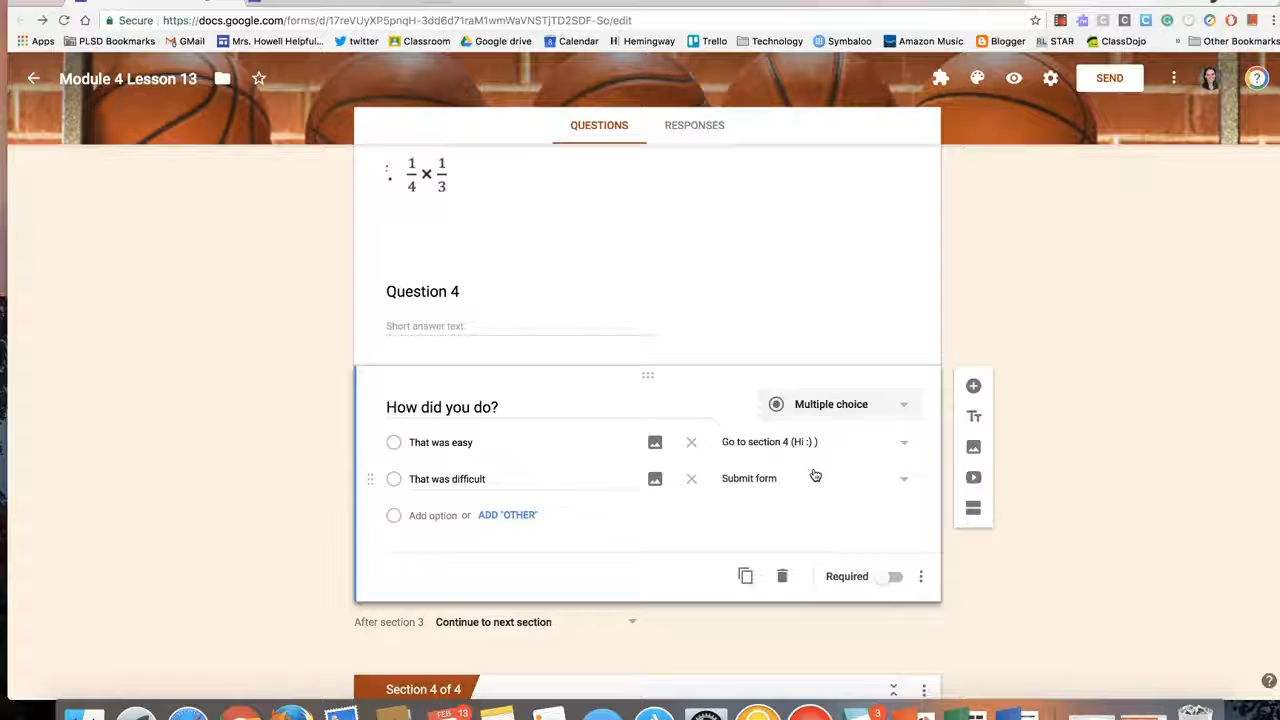 Secure https://docs.google.com/forms/d/17reVUyXP5pnqH-3dd6d71raM1wmWaVNSTjTD2SDF-So/edit
Apps PLSD Bookmarks GMail Mrs. Howell Helpful... twitter Classroom Google drive Calendar Hemingway Trello Technology Symbaloo Amazon Music Blogger STAR ClassDojo » Other Bookmarks
Module 4 Lesson 13
SEND
QUESTIONS RESPONSES
1/4 × 1/3
Question 4
Short answer text
How did you do?
Multiple choice
That was easy
Go to section 4 (Hi :) )
That was difficult
Submit form
Add option or ADD "OTHER"
Required
After section 3 Continue to next section
Section 4 of 4
FEB 13
3